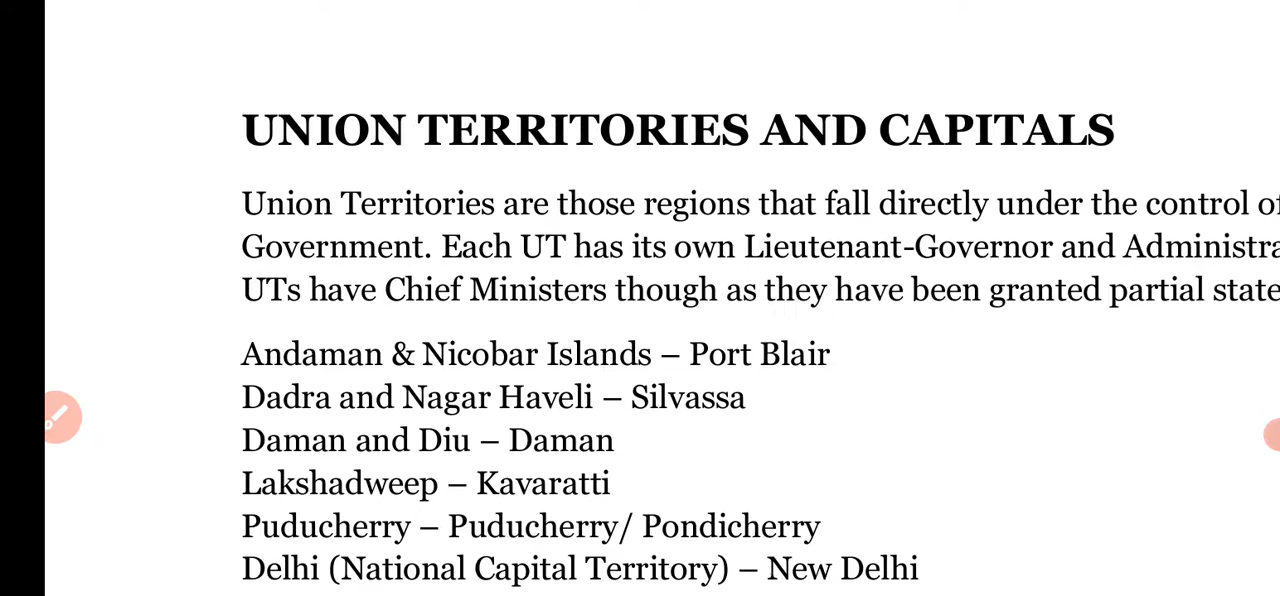 UNION TERRITORIES AND CAPITALS
Union Territories are those regions that fall directly under the control of
Government. Each UT has its own Lieutenant-Governor and
UTs have Chief Ministers though as they have been granted partial
Andaman & Nicobar Islands – Port Blair
Dadra and Nagar Haveli – Silvassa
Daman and Diu – Daman
Lakshadweep – Kavaratti
Puducherry – Puducherry/ Pondicherry
Delhi (National Capital Territory) – New Delhi